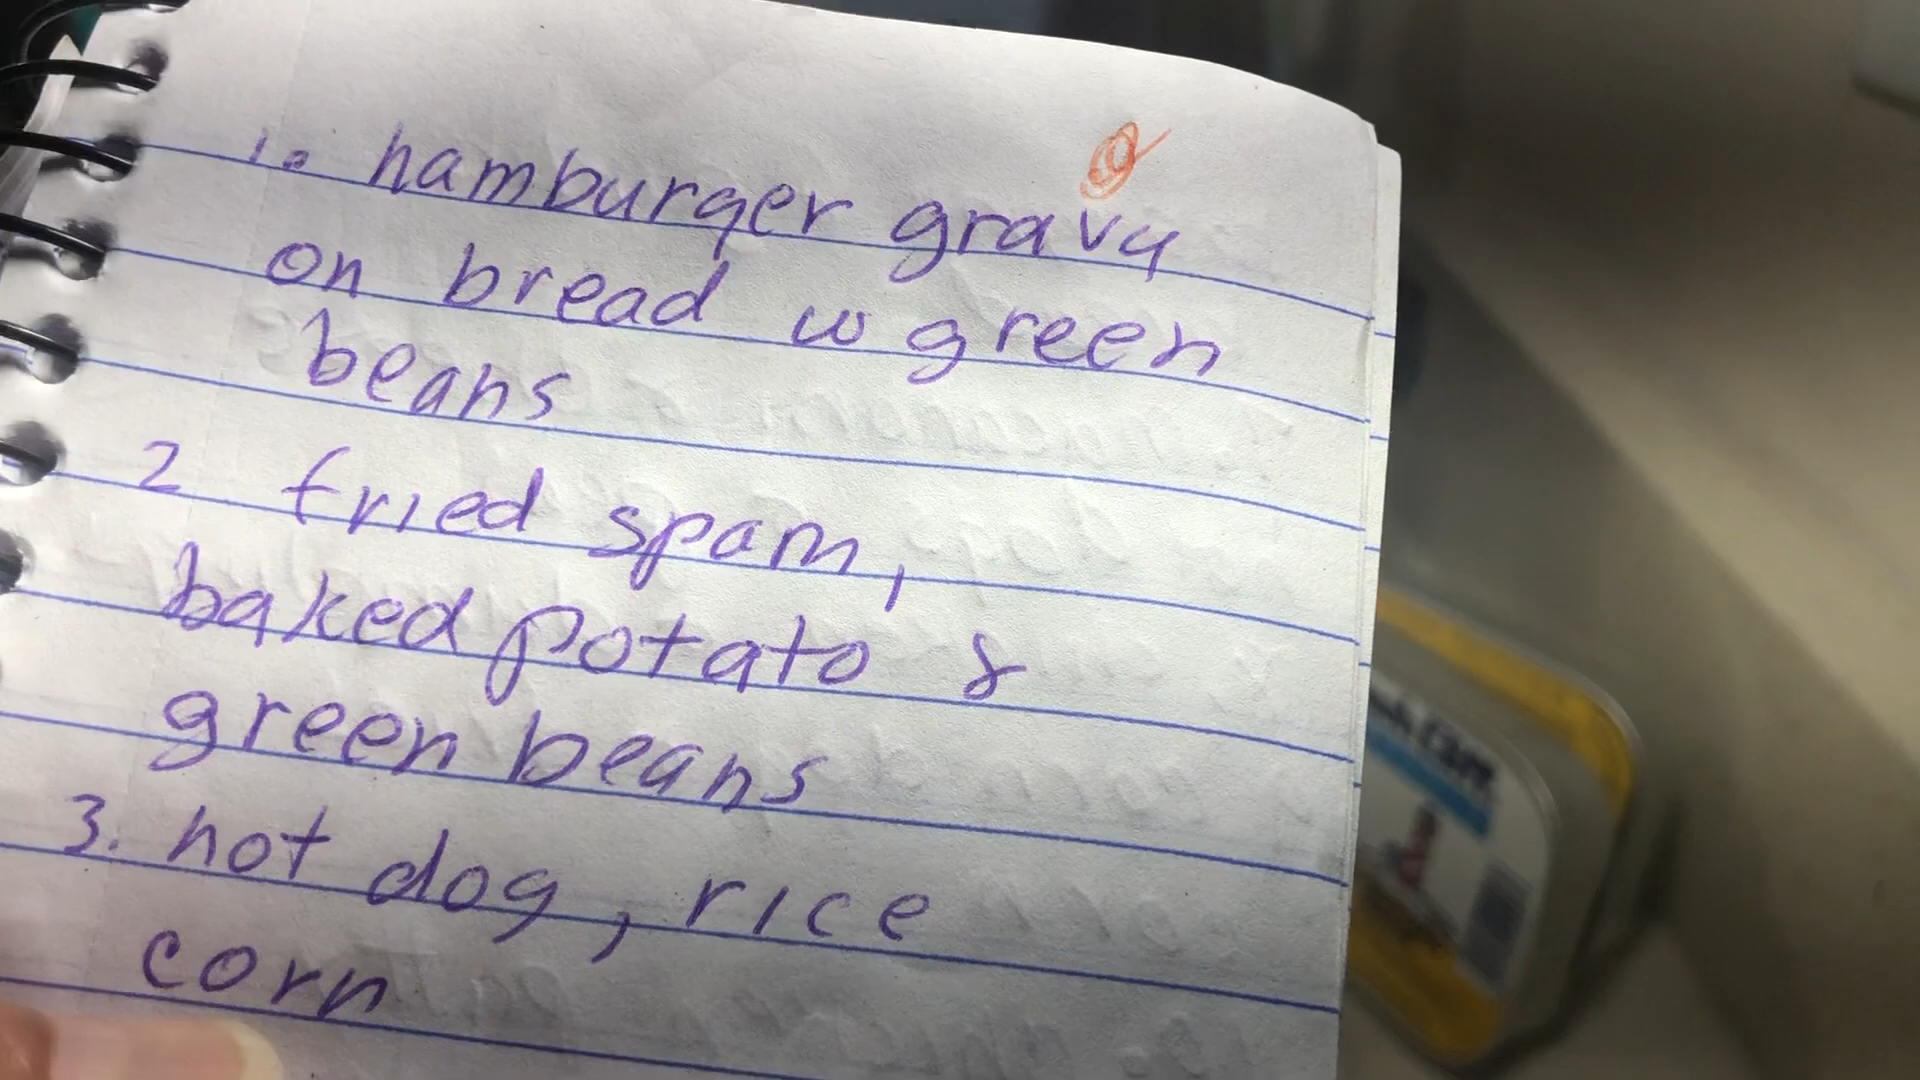 1. hamburger gravy
on bread w green
beans
2 fried spam,
baked potato &
green beans
3. hot dog, rice
corn